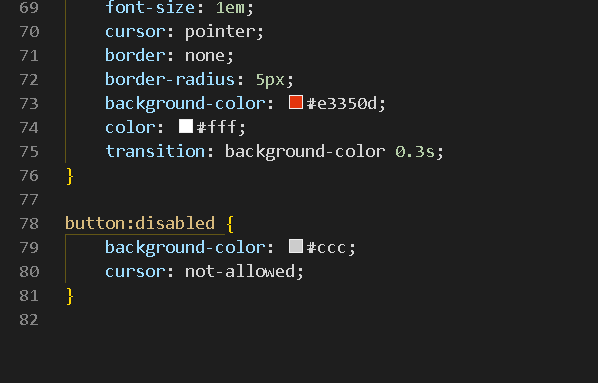 69 font-size: 1em;
70 cursor: pointer;
71 border: none;
72 border-radius: 5px;
73 background-color: #e3350d;
74 color: #fff;
75 transition: background-color 0.3s;
76 }
77
78 button:disabled {
79 background-color: #ccc;
80 cursor: not-allowed;
81 }
82